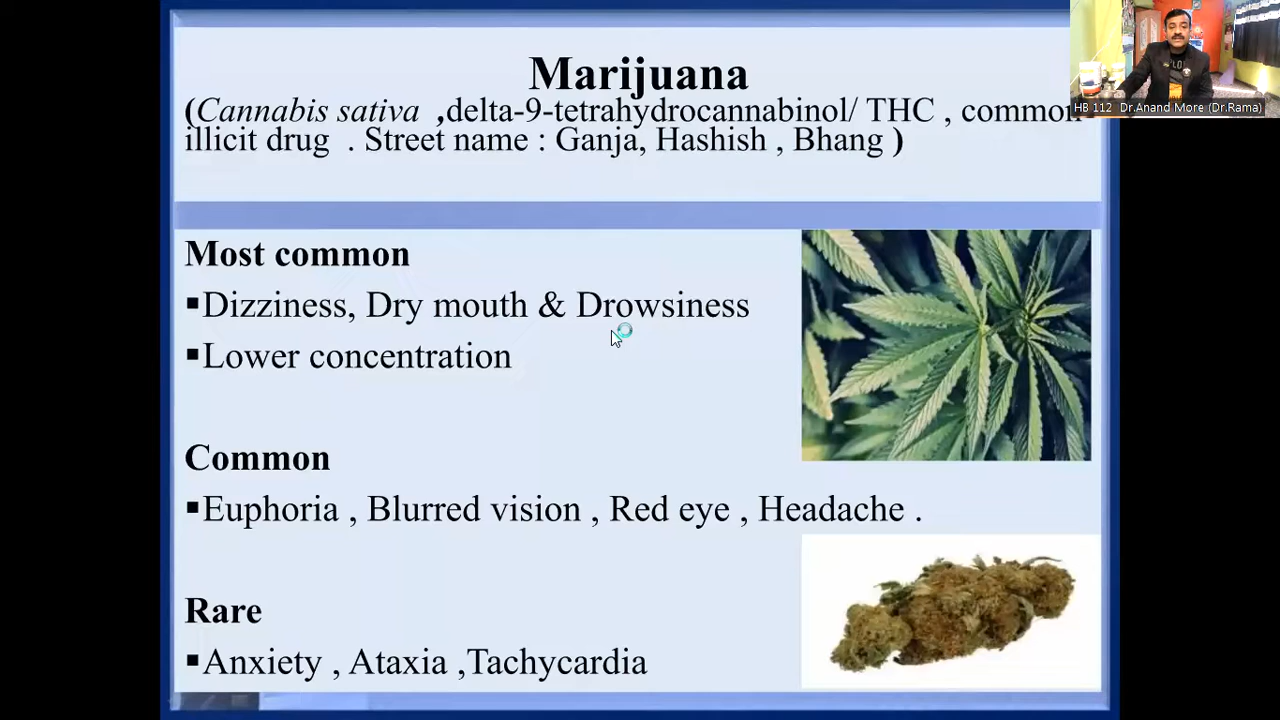 Marijuana
(Cannabis sativa ,delta-9-tetrahydrocannabinol/ THC , common
illicit drug . Street name : Ganja, Hashish , Bhang )
HB 112 Dr.Anand More (Dr.Rama)
Most common
▪Dizziness, Dry mouth & Drowsiness
▪Lower concentration
Common
▪Euphoria , Blurred vision , Red eye , Headache .
Rare
▪Anxiety , Ataxia ,Tachycardia